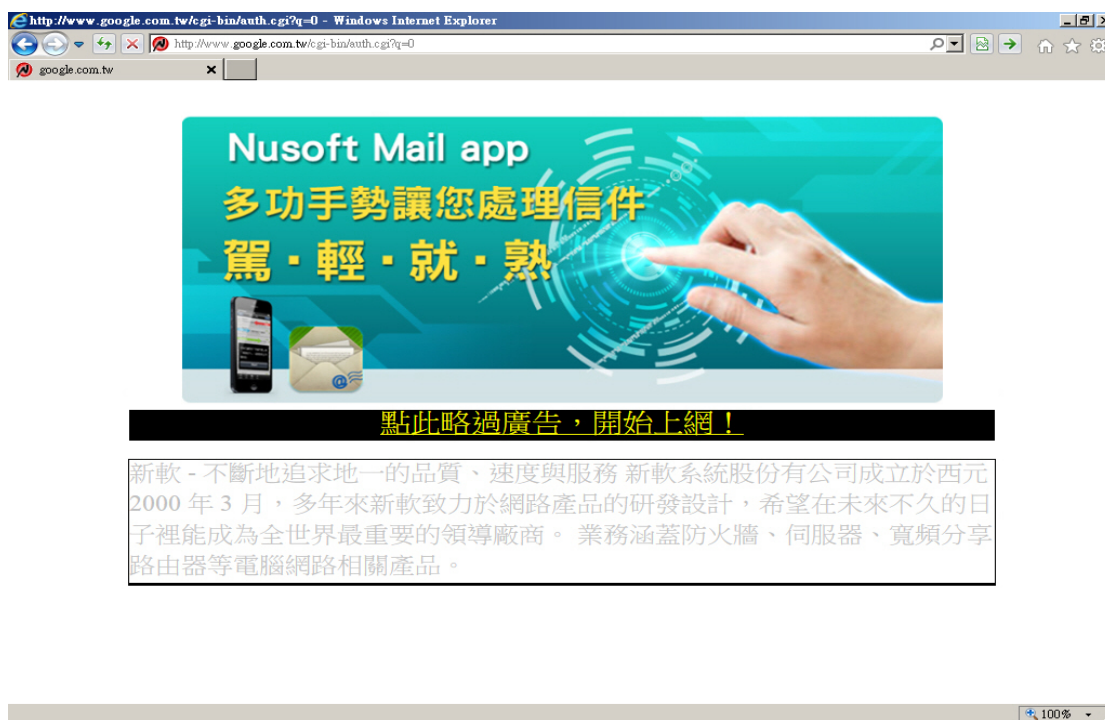 http://www.google.com.tw/cgi-bin/auth.cgi?q=0 - Windows Internet Explorer
http://www.google.com.tw/cgi-bin/auth.cgi?q=0
google.com.tw
Nusoft Mail app
多功手勢讓您處理信件
駕·輕·就·熟
點此略過廣告，開始上網！
新軟 - 不斷地追求地一的品質、速度與服務 新軟系統股份有公司成立於西元
2000 年 3 月，多年來新軟致力於網路產品的研發設計，希望在未來不久的日
子裡能成為全世界最重要的領導廠商。 業務涵蓋防火牆、伺服器、寬頻分享
路由器等電腦網路相關產品。
100%